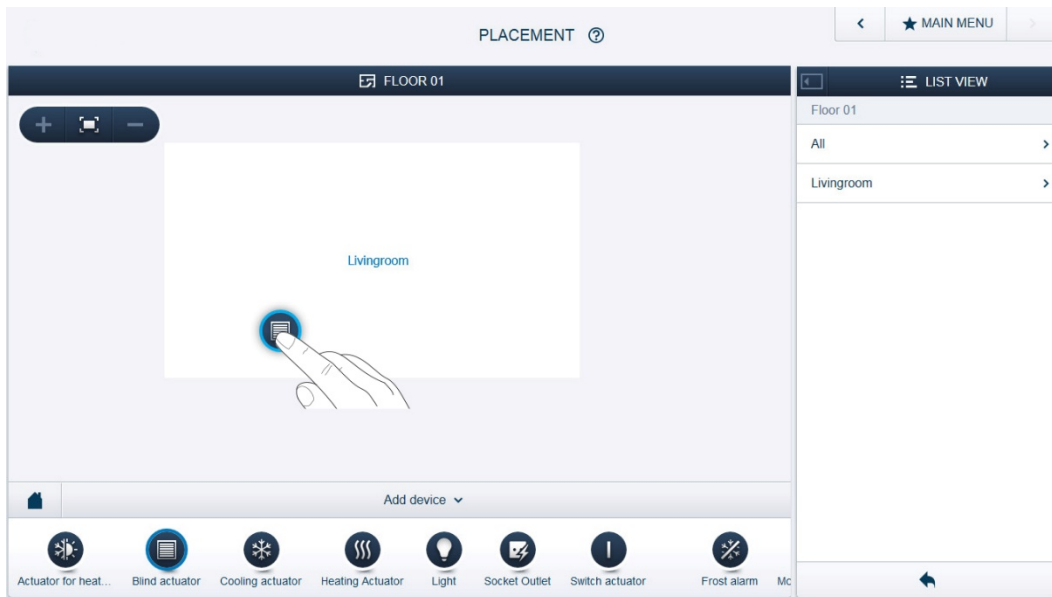 PLACEMENT
MAIN MENU
FLOOR 01
LIST VIEW
Floor 01
All
Livingroom
Livingroom
Add device
Actuator for heat...
Blind actuator
Cooling actuator
Heating Actuator
Light
Socket Outlet
Switch actuator
Frost alarm
Mo